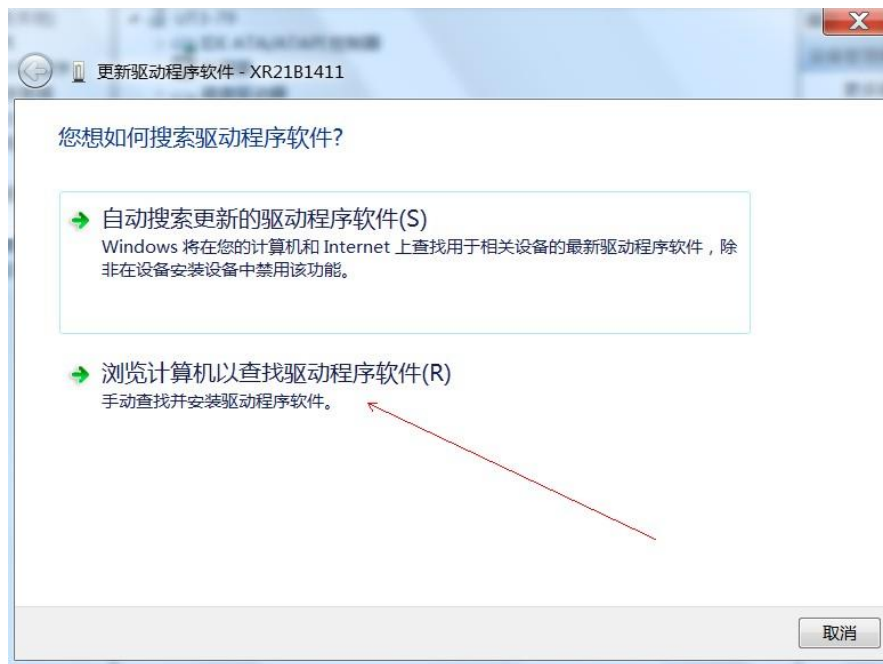 更新驱动程序软件 - XR21B1411
您想如何搜索驱动程序软件?
自动搜索更新的驱动程序软件(S)
Windows 将在您的计算机和 Internet 上查找用于相关设备的最新驱动程序软件，除
非在设备安装设备中禁用该功能。
浏览计算机以查找驱动程序软件(R)
手动查找并安装驱动程序软件。
取消